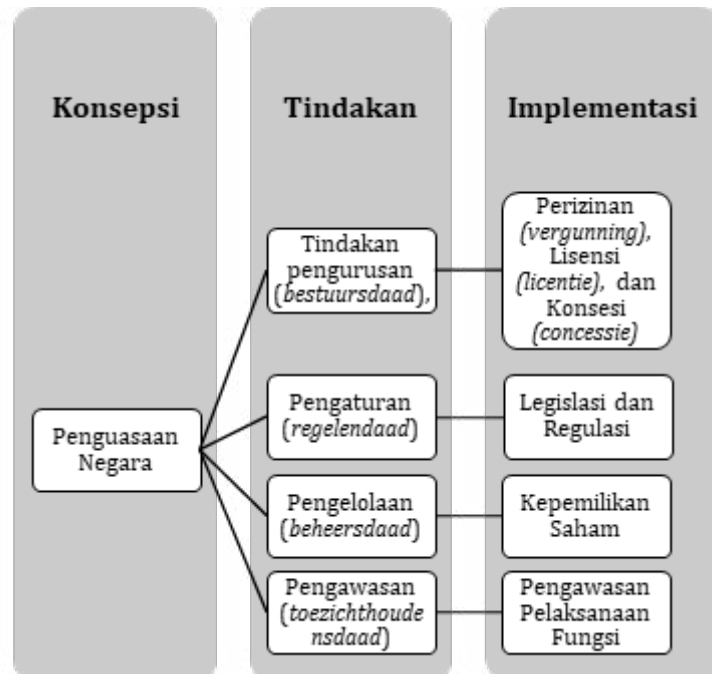 Konsepsi
Tindakan
Implementasi
Penguasaan
Negara
Tindakan
pengurusan
(bestuursdaad),
Perizinan
(vergunning),
Lisensi
(licentie), dan
Konsesi
(concessie)
Pengaturan
(regelendaad)
Legislasi dan
Regulasi
Pengelolaan
(beheersdaad)
Kepemilikan
Saham
Pengawasan
(toezichthoude
nsdaad)
Pengawasan
Pelaksanaan
Fungsi